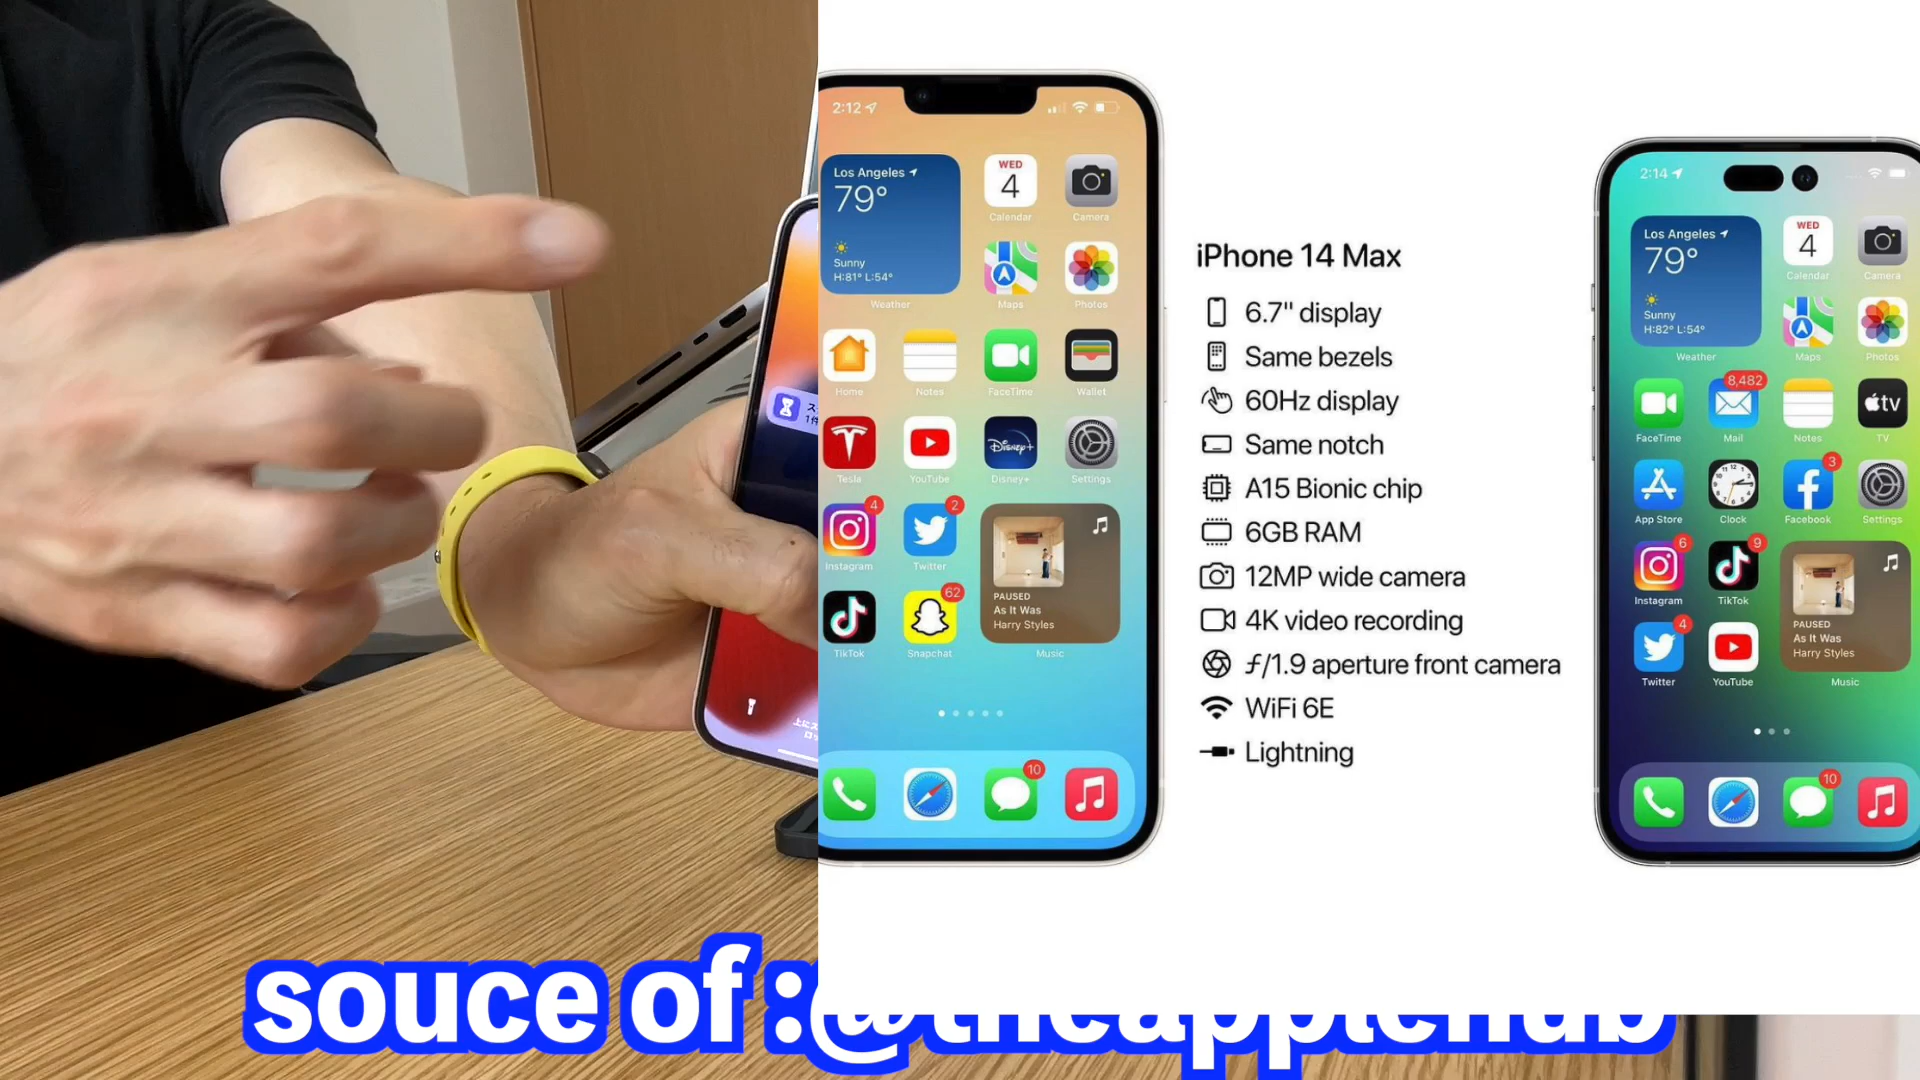 2:12
Los Angeles
79°
Sunny
H:81° L:54°
Weather
WED
4
Calendar
Camera
Maps
Photos
Home
Notes
FaceTime
Wallet
Tesla
YouTube
Disney+
Disney+
Settings
4
Instagram
2
Twitter
TikTok
62
Snapchat
PAUSED
As It Was
Harry Styles
Music
10
iPhone 14 Max
6.7" display
Same bezels
60Hz display
Same notch
A15 Bionic chip
6GB RAM
12MP wide camera
4K video recording
ƒ/1.9 aperture front camera
WiFi 6E
Lightning
2:14
Los Angeles
79°
Sunny
H:82° L:54°
Weather
WED
4
Calendar
Camera
Maps
Photos
FaceTime
8,482
Mail
Notes
tv
TV
App Store
Clock
3
Facebook
Settings
6
Instagram
9
TikTok
PAUSED
As It Was
Harry Styles
Music
4
Twitter
YouTube
10
souce of :@theapplehub